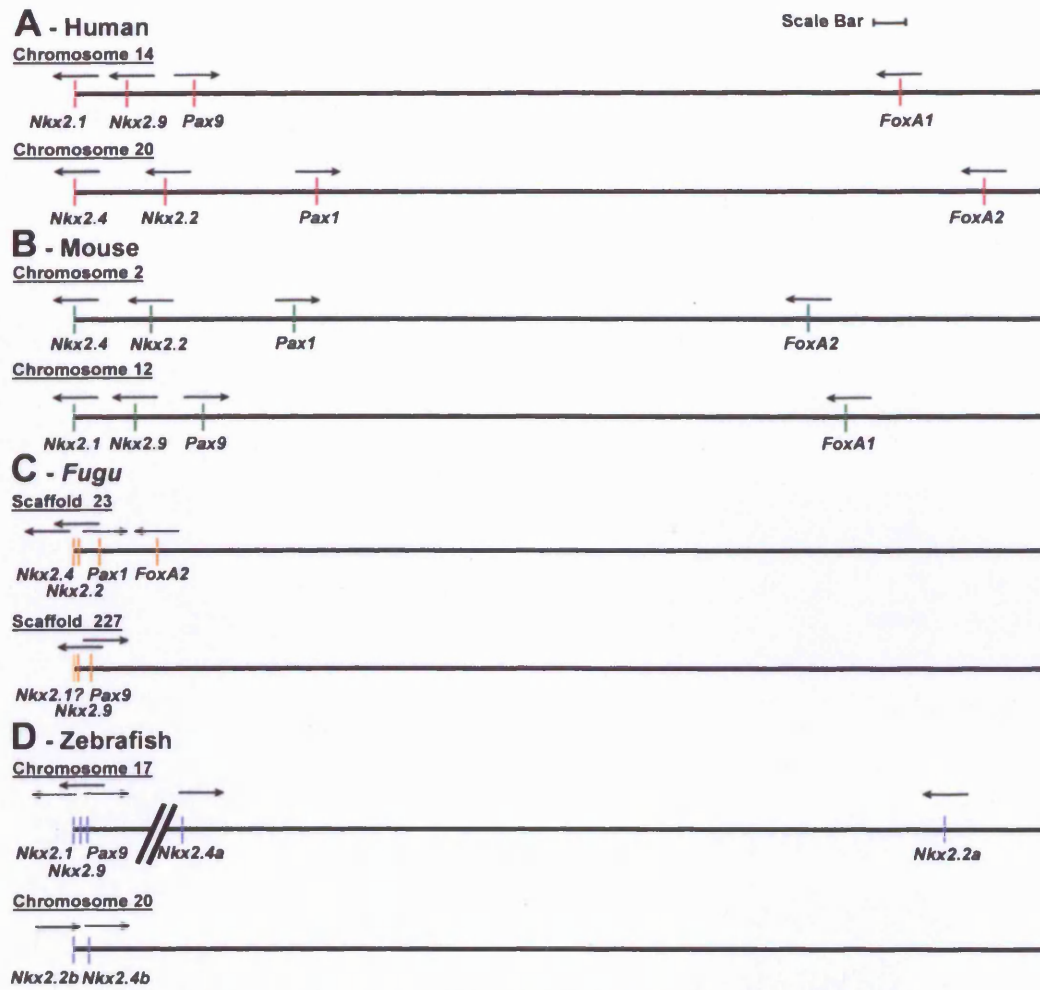 A - Human
Scale Bar
Chromosome 14
Nkx2.1 Nkx2.9 Pax9 FoxA1
Chromosome 20
Nkx2.4 Nkx2.2 Pax1 FoxA2
B - Mouse
Chromosome 2
Nkx2.4 Nkx2.2 Pax1 FoxA2
Chromosome 12
Nkx2.1 Nkx2.9 Pax9 FoxA1
C - Fugu
Scaffold 23
Nkx2.4 Pax1 FoxA2
Nkx2.2
Scaffold 227
Nkx2.1? Pax9
Nkx2.9
D - Zebrafish
Chromosome 17
Nkx2.1 Pax9 Nkx2.4a Nkx2.2a
Nkx2.9
Chromosome 20
Nkx2.2b Nkx2.4b